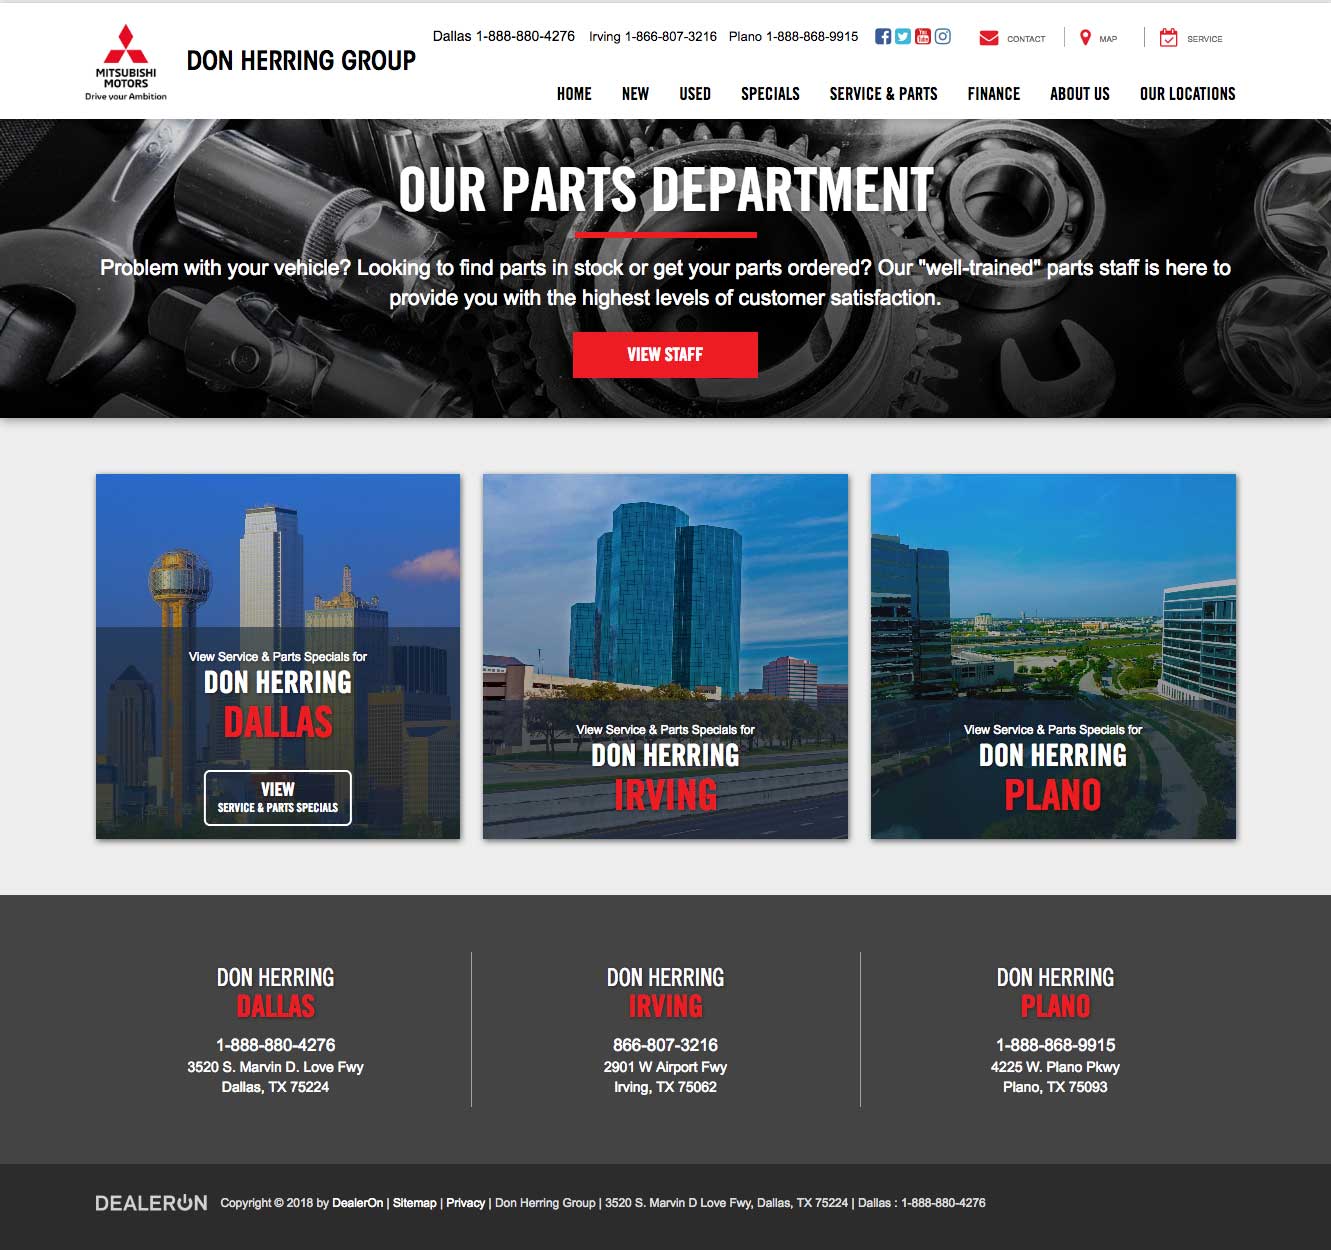 MITSUBISHI
MOTORS
Drive your Ambition
DON HERRING GROUP
Dallas 1-888-880-4276 Irving 1-866-807-3216 Plano 1-888-868-9915
CONTACT MAP SERVICE
HOME NEW USED SPECIALS SERVICE & PARTS FINANCE ABOUT US OUR LOCATIONS
OUR PARTS DEPARTMENT
Problem with your vehicle? Looking to find parts in stock or get your parts ordered? Our "well-trained" parts staff is here to
provide you with the highest levels of customer satisfaction.
VIEW STAFF
View Service & Parts Specials for
DON HERRING
DALLAS
VIEW
SERVICE & PARTS SPECIALS
View Service & Parts Specials for
DON HERRING
IRVING
View Service & Parts Specials for
DON HERRING
PLANO
DON HERRING
DALLAS
1-888-880-4276
3520 S. Marvin D. Love Fwy
Dallas, TX 75224
DON HERRING
IRVING
866-807-3216
2901 W Airport Fwy
Irving, TX 75062
DON HERRING
PLANO
1-888-868-9915
4225 W. Plano Pkwy
Plano, TX 75093
DEALERON Copyright © 2018 by DealerOn | Sitemap | Privacy | Don Herring Group | 3520 S. Marvin D Love Fwy, Dallas, TX 75224 | Dallas : 1-888-880-4276